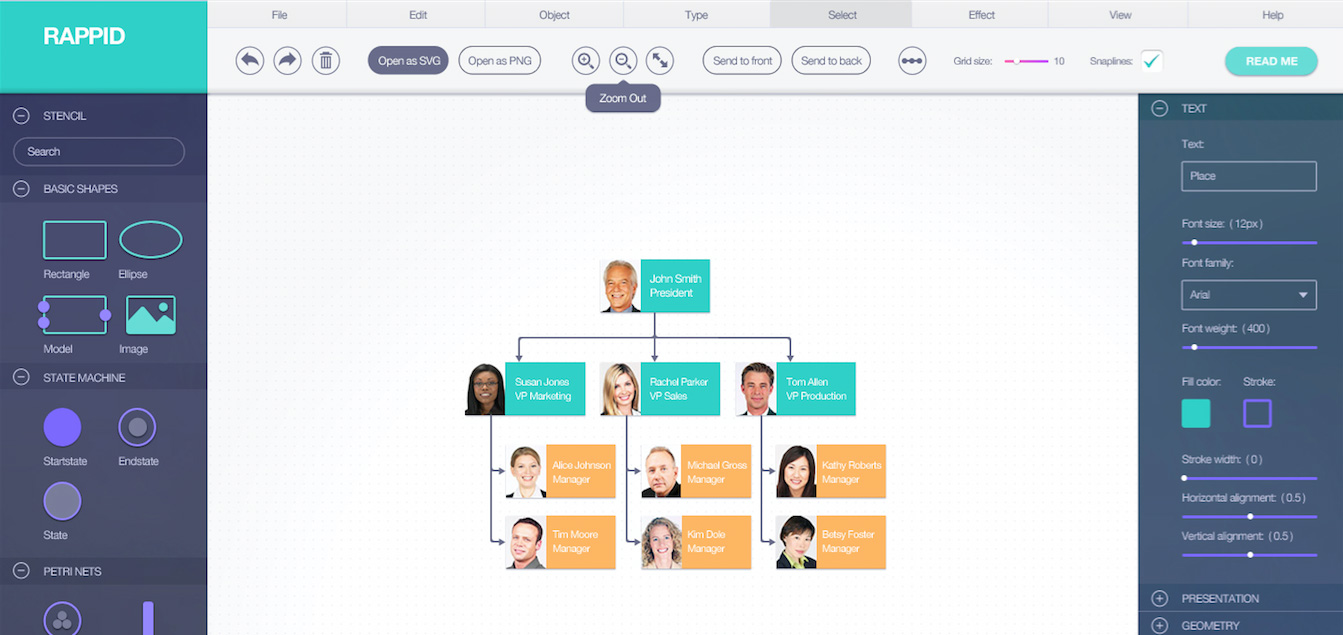 RAPPID
File
Edit
Object
Type
Select
Effect
View
Help
Open as SVG
Open as PNG
Send to front
Send to back
Grid size:
10
Snaplines:
READ ME
Zoom Out
STENCIL
Search
BASIC SHAPES
Rectangle
Ellipse
Model
Image
STATE MACHINE
Startstate
Endstate
State
PETRI NETS
John Smith
President
Susan Jones
VP Marketing
Rachel Parker
VP Sales
Tom Allen
VP Production
Alice Johnson
Manager
Michael Gross
Manager
Kathy Roberts
Manager
Tim Moore
Manager
Kim Dole
Manager
Betsy Foster
Manager
TEXT
Text:
Place
Font size: (12px)
Font family:
Arial
Font weight: (400)
Fill color:
Stroke:
Stroke width: (0)
Horizontal alignment: (0.5)
Vertical alignment: (0.5)
PRESENTATION
GEOMETRY